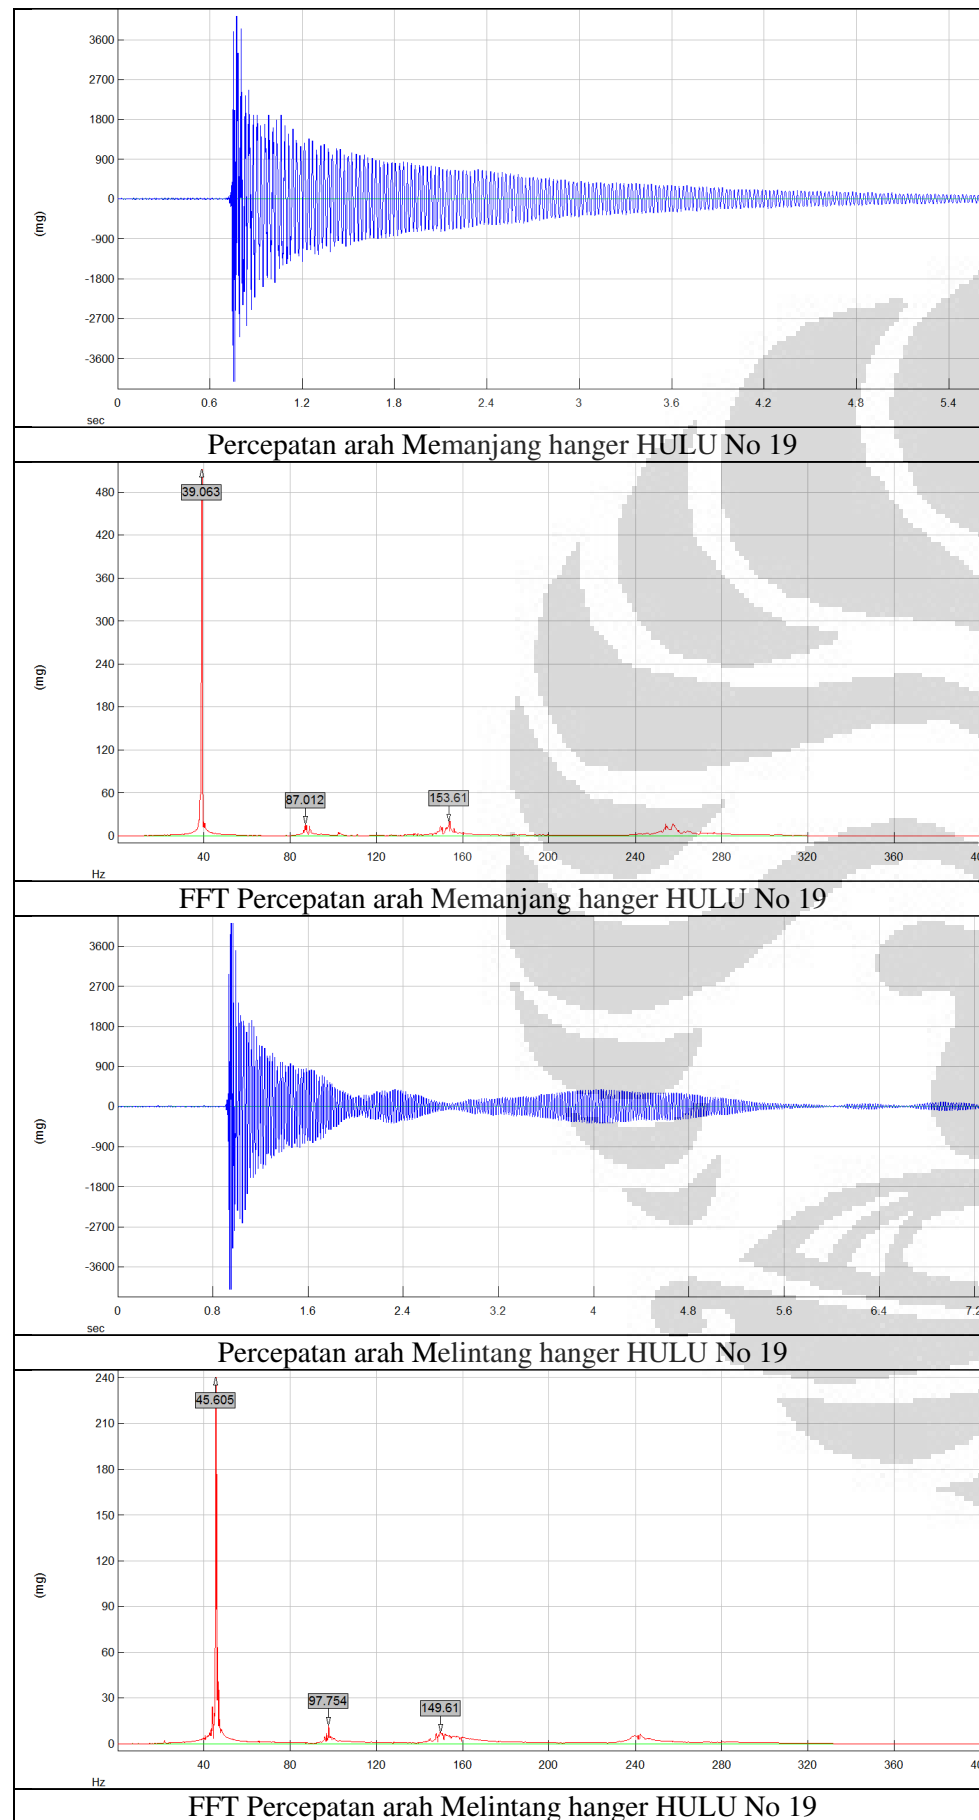 3600
2700
1800
900
0
(mg)
-900
-1800
-2700
-3600
0 0.6 1.2 1.8 2.4 3 3.6 4.2 4.8 5.4
sec
Percepatan arah Memanjang hanger HULU No 19
39.063
480
420
360
300
240
(mg)
180
120
87.012 153.61
60
0
40 80 120 160 200 240 280 320 360
Hz
FFT Percepatan arah Memanjang hanger HULU No 19
3600
2700
1800
900
0
(mg)
-900
-1800
-2700
-3600
0 0.8 1.6 2.4 3.2 4 4.8 5.6 6.4 7.2
sec
Percepatan arah Melintang hanger HULU No 19
240
45.605
210
180
150
120
(mg)
90
60
97.754 149.61
30
0
40 80 120 160 200 240 280 320 360
Hz
FFT Percepatan arah Melintang hanger HULU No 19